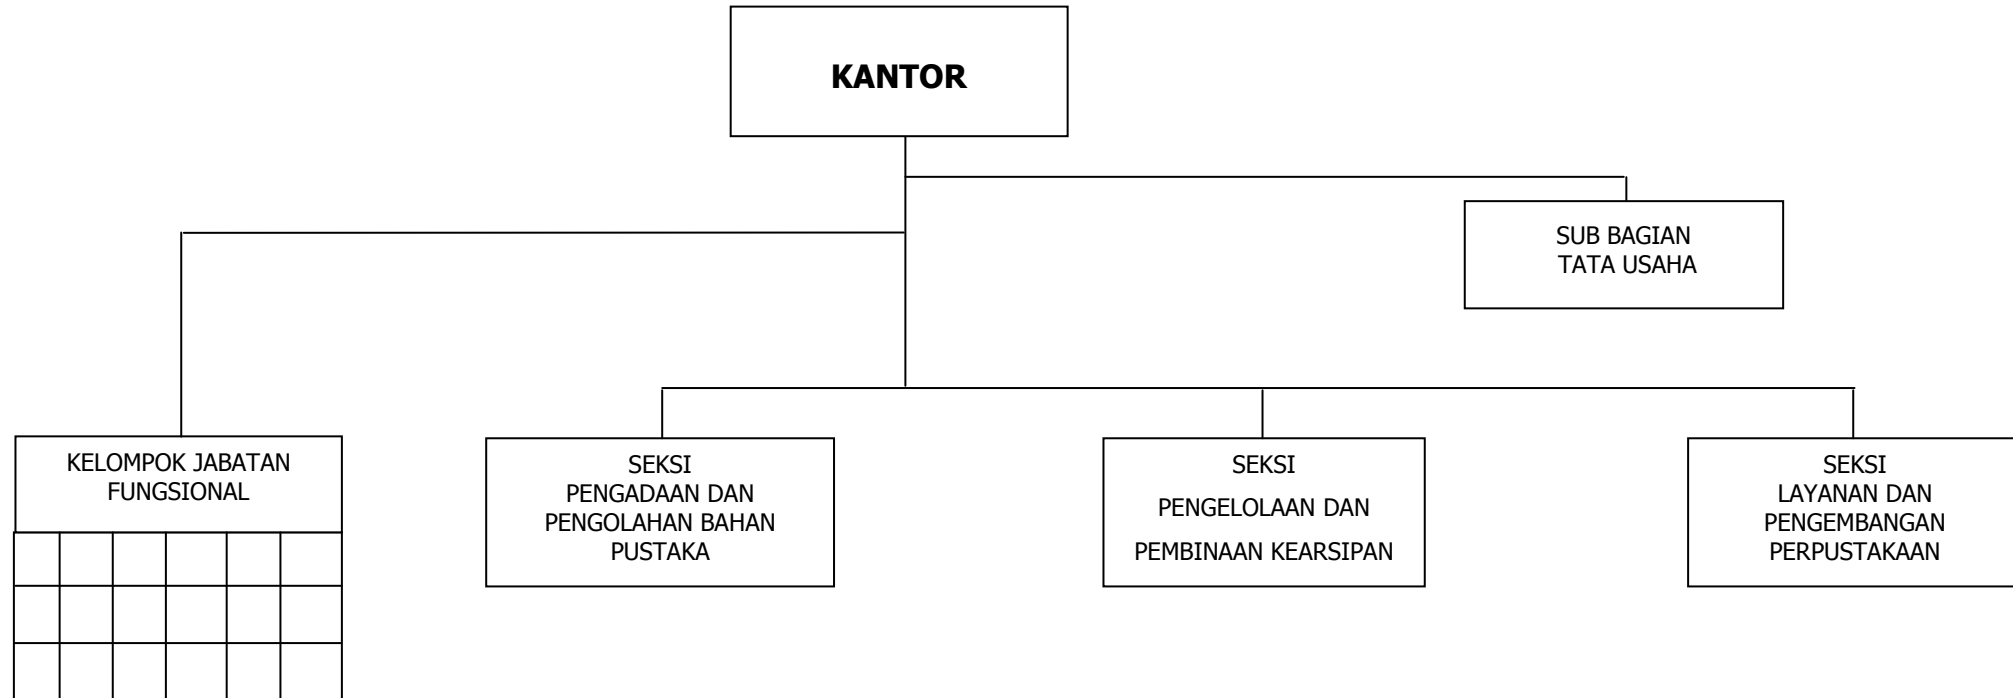 KANTOR
SUB BAGIAN
TATA USAHA
KELOMPOK JABATAN
FUNGSIONAL
SEKSI
PENGADAAN DAN
PENGOLAHAN BAHAN
PUSTAKA
SEKSI
PENGELOLAAN DAN
PEMBINAAN KEARSIPAN
SEKSI
LAYANAN DAN
PENGEMBANGAN
PERPUSTAKAAN